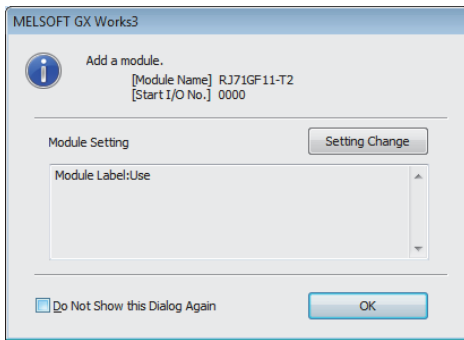 MELSOFT GX Works3
Add a module.
[Module Name] RJ71GF11-T2
[Start I/O No.] 0000
Module Setting
Setting Change
Module Label:Use
Do Not Show this Dialog Again
OK